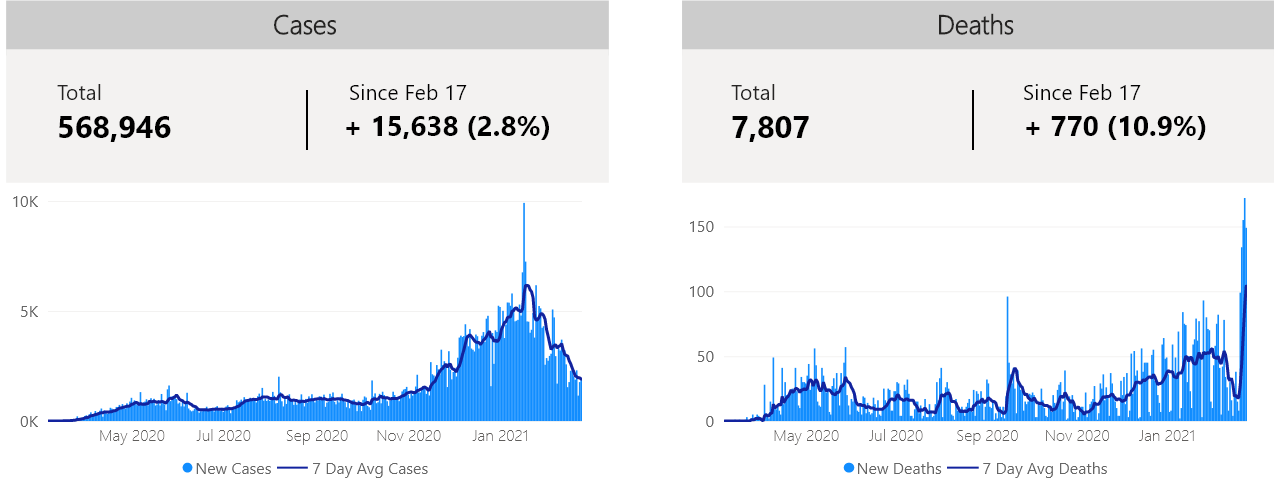 Cases
Total
568,946
Since Feb 17
+ 15,638 (2.8%)
10K
5K
0K
May 2020 Jul 2020 Sep 2020 Nov 2020 Jan 2021
New Cases 7 Day Avg Cases
Deaths
Total
7,807
Since Feb 17
+ 770 (10.9%)
150
100
50
0
May 2020 Jul 2020 Sep 2020 Nov 2020 Jan 2021
New Deaths 7 Day Avg Deaths